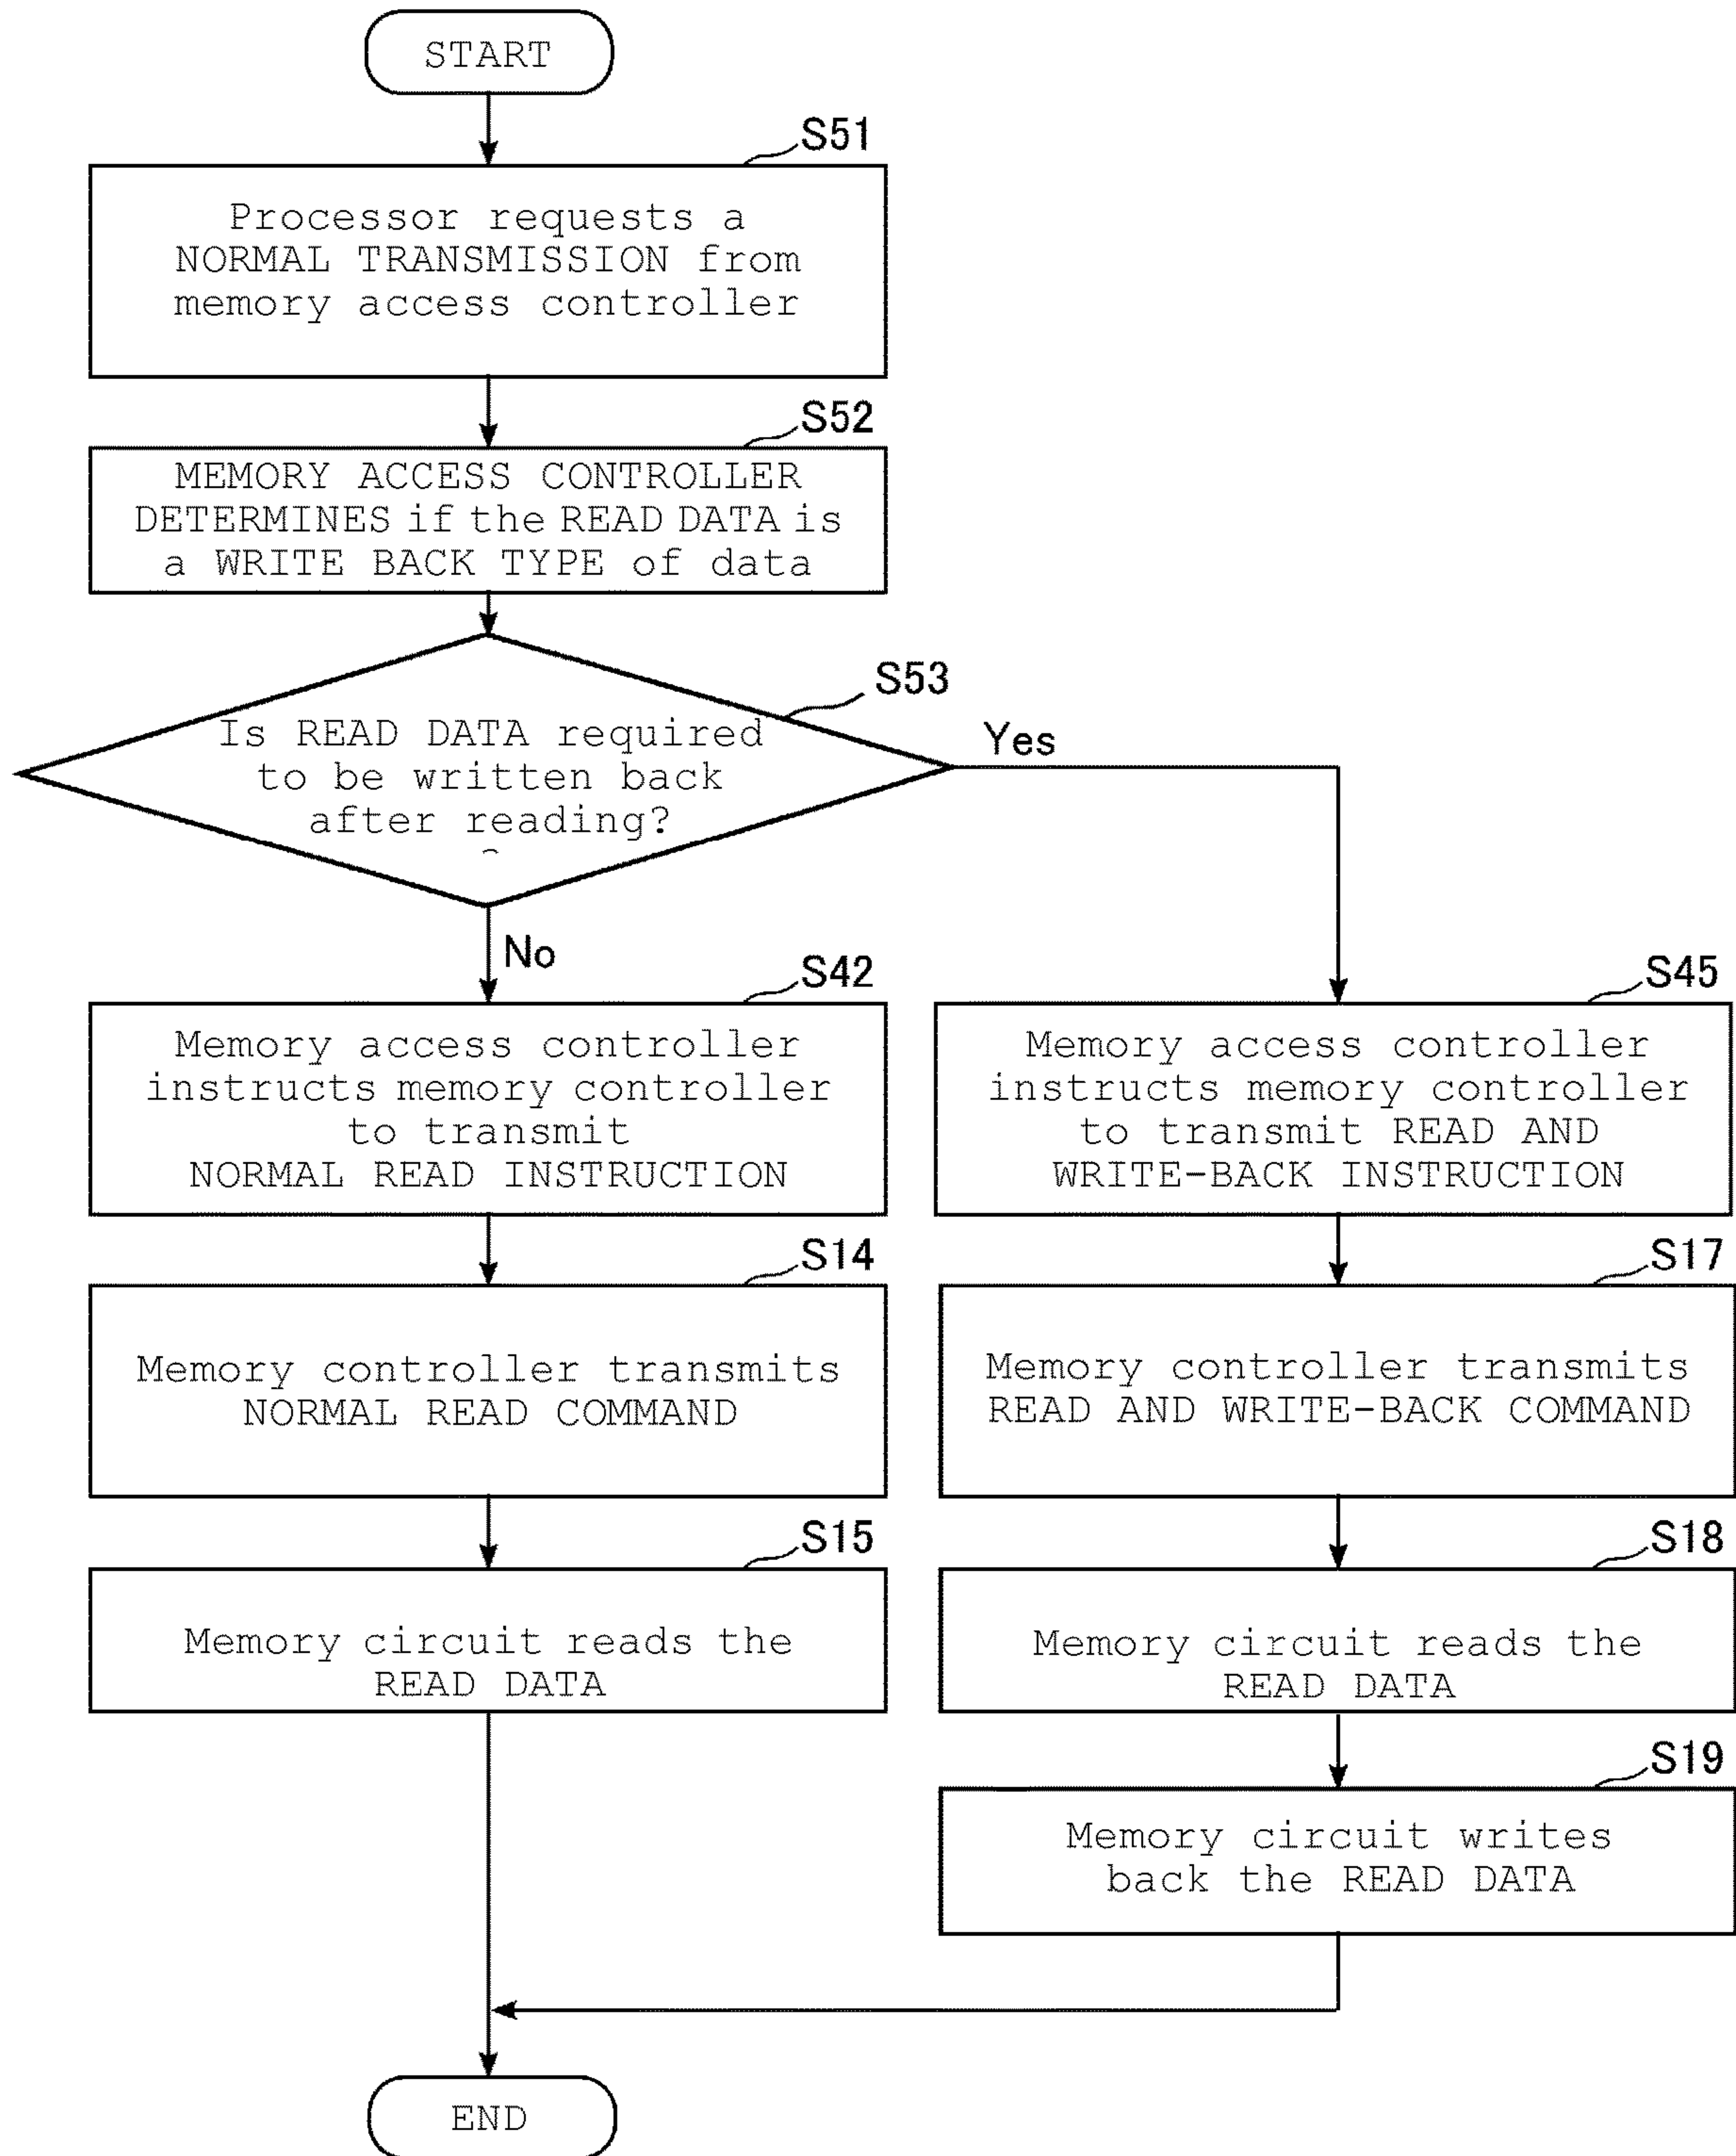 START
S51
Processor requests a
NORMAL TRANSMISSION from
memory access controller
S52
MEMORY ACCESS CONTROLLER
DETERMINES if the READ DATA is
a WRITE BACK TYPE of data
S53
Is READ DATA required
to be written back
after reading?
Yes
No
S42
Memory access controller
instructs memory controller
to transmit
NORMAL READ INSTRUCTION
S45
Memory access controller
instructs memory controller
to transmit READ AND
WRITE-BACK INSTRUCTION
S14
Memory controller transmits
NORMAL READ COMMAND
S17
Memory controller transmits
READ AND WRITE-BACK COMMAND
S15
Memory circuit reads the
READ DATA
S18
Memory circuit reads the
READ DATA
S19
Memory circuit writes
back the READ DATA
END